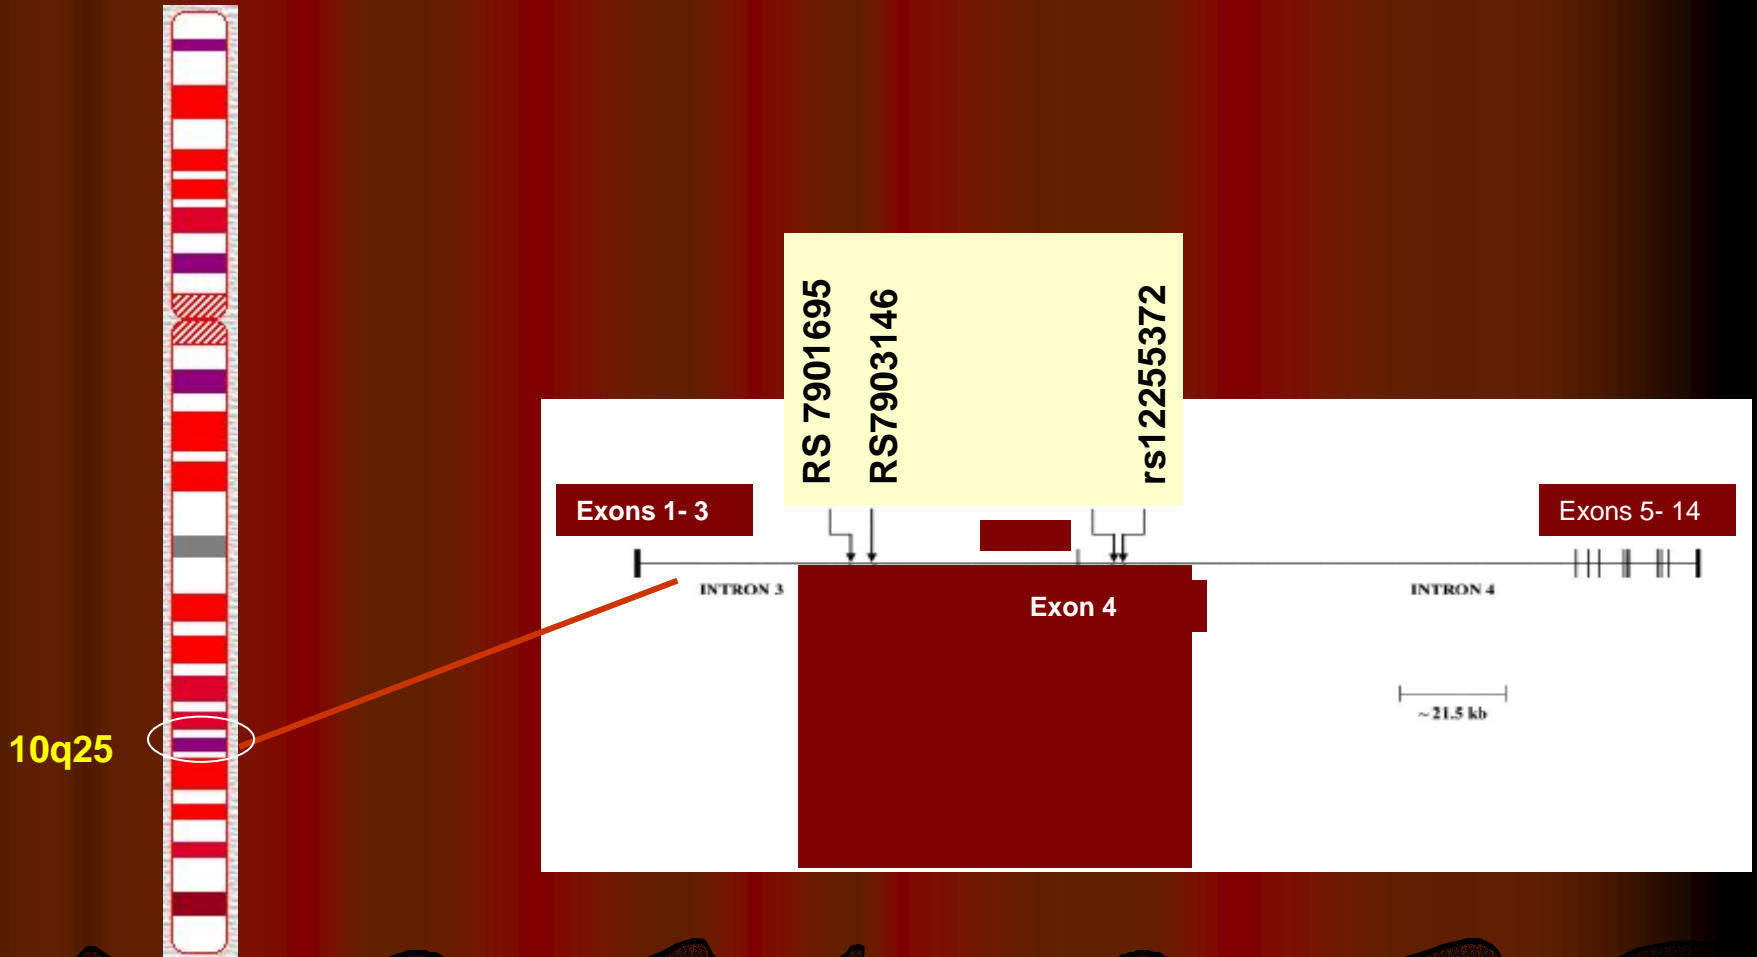 RS 7901695
RS7903146
rs12255372
Exons 1- 3
Exons 5- 14
INTRON 3
Exon 4
INTRON 4
~ 21.5 kb
10q25